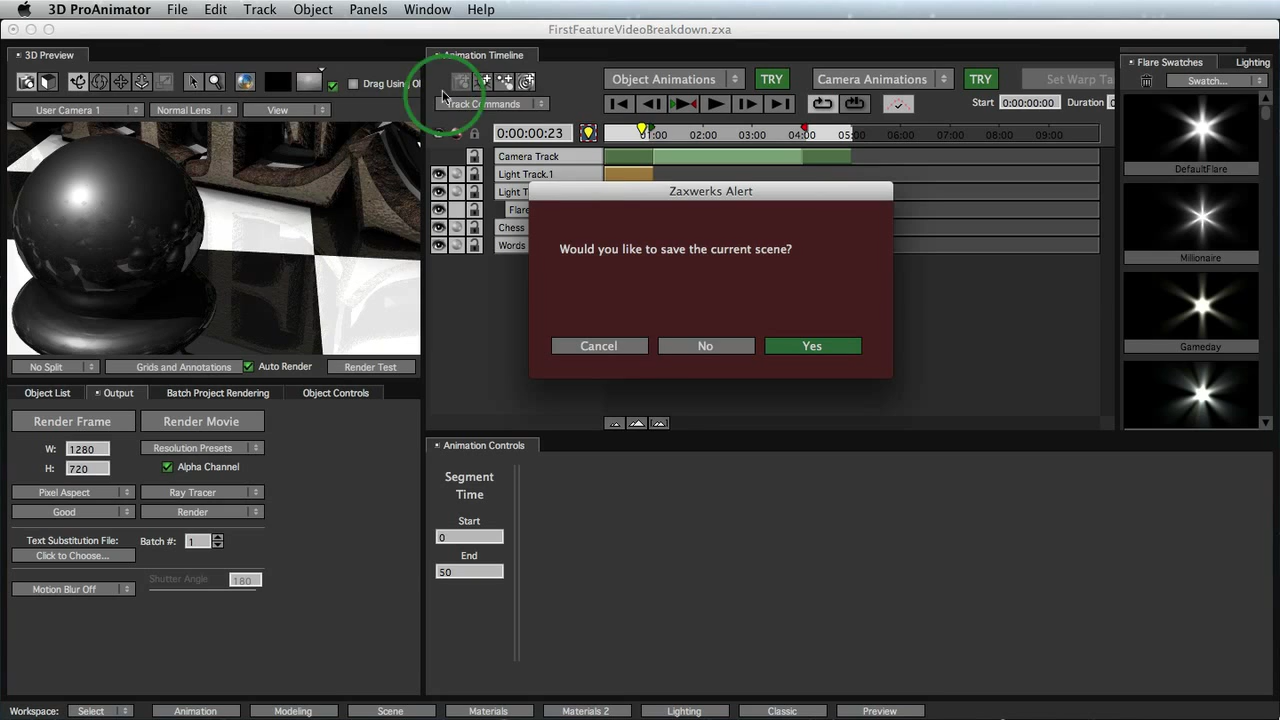 3D ProAnimator File Edit Track Object Panels Window Help
FirstFeatureVideoBreakdown.zxa
3D Preview
Animation Timeline
Flare Swatches
Lighting
Drag Using
Object Animations
TRY
Camera Animations
TRY
Set Warp
Swatch...
User Camera 1
Normal Lens
View
Track Commands
Start
0:00:00:00
Duration
0:00:00:23
01:00 02:00 03:00 04:00 05:00 06:00 07:00 08:00 09:00
Camera Track
Light Track.1
Light
Flare
Chess
Words
DefaultFlare
Millionaire
Gameday
Zaxwerks Alert
Would you like to save the current scene?
Cancel
No
Yes
No Split
Grids and Annotations
Auto Render
Render Test
Object List
Output
Batch Project Rendering
Object Controls
Render Frame
Render Movie
W: 1280
Resolution Presets
H: 720
Alpha Channel
Pixel Aspect
Ray Tracer
Good
Render
Text Substitution File:
Batch #: 1
Click to Choose...
Motion Blur Off
Shutter Angle
180
Animation Controls
Segment
Time
Start
0
End
50
Workspace: Select Animation Modeling Scene Materials Materials 2 Lighting Classic Preview